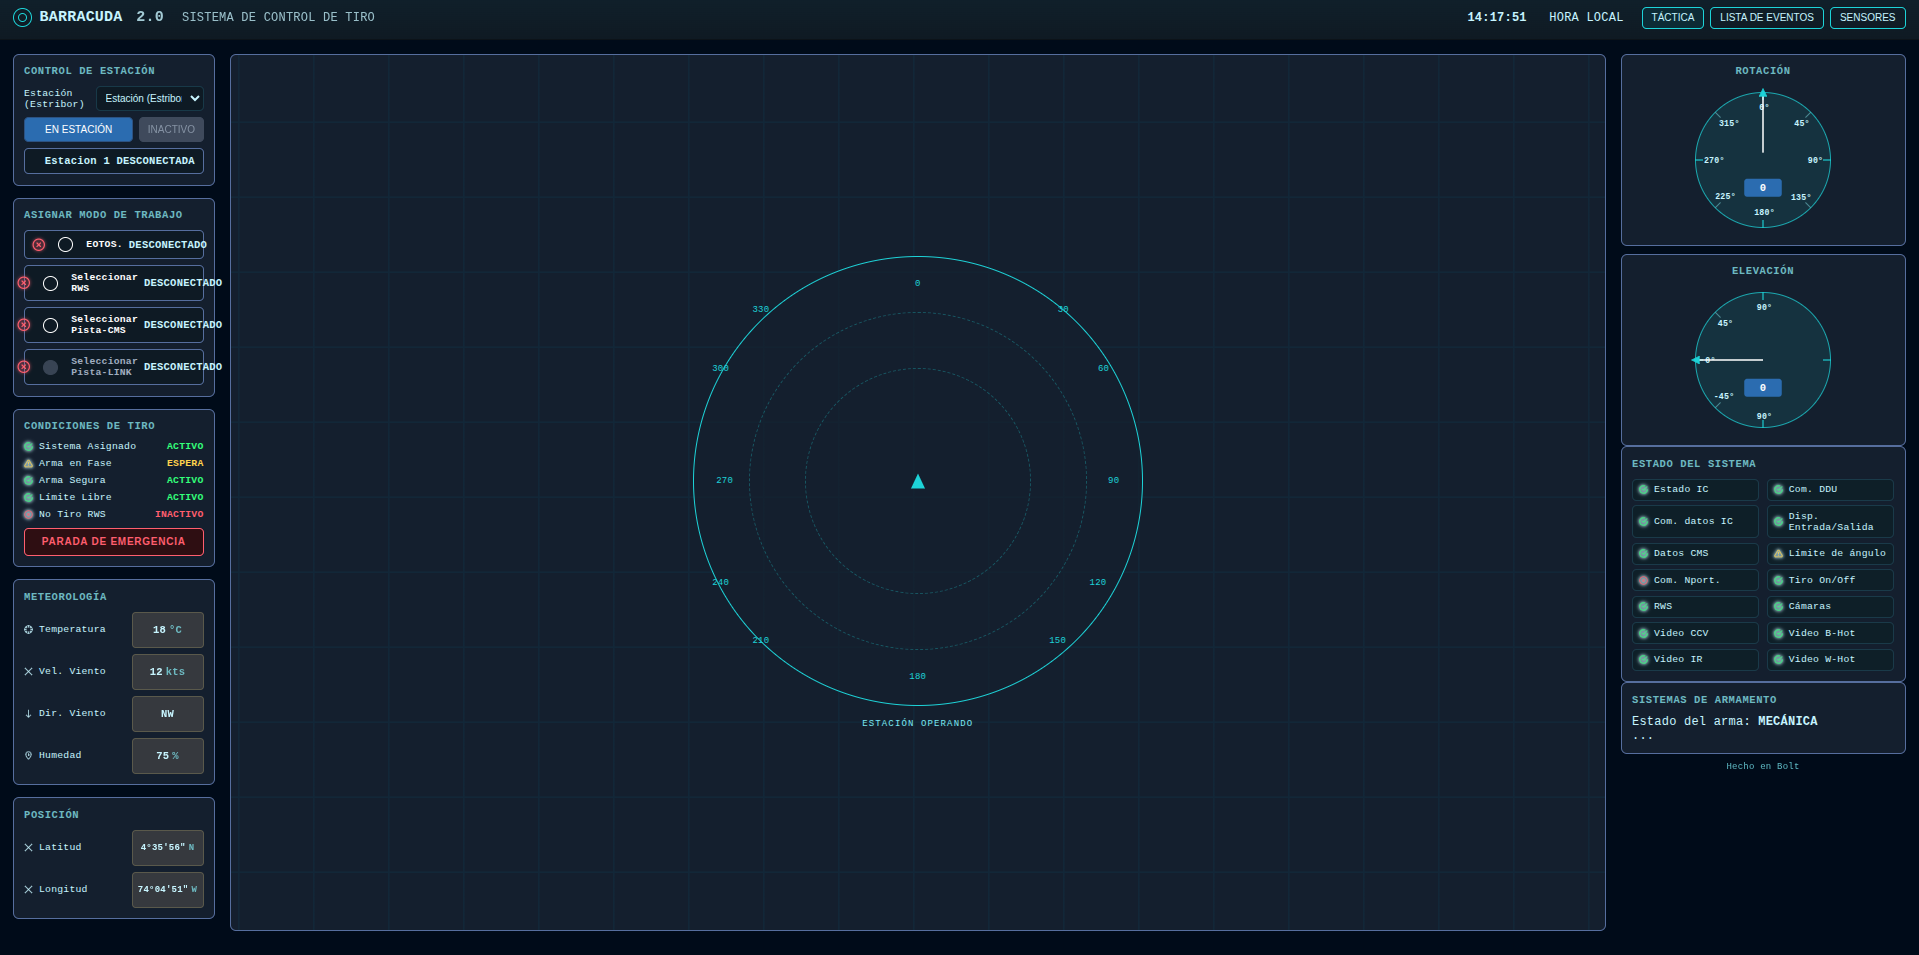 BARRACUDA 2.0 SISTEMA DE CONTROL DE TIRO
14:17:51 HORA LOCAL TÁCTICA LISTA DE EVENTOS SENSORES
CONTROL DE ESTACIÓN
Estación
(Estribor)
Estación (Estribo
EN ESTACIÓN INACTIVO
Estacion 1 DESCONECTADA
ASIGNAR MODO DE TRABAJO
EOTOS. DESCONECTADO
Seleccionar
RWS
DESCONECTADO
Seleccionar
Pista-CMS
DESCONECTADO
Seleccionar
Pista-LINK
DESCONECTADO
CONDICIONES DE TIRO
Sistema Asignado ACTIVO
Arma en Fase ESPERA
Arma Segura ACTIVO
Límite Libre ACTIVO
No Tiro RWS INACTIVO
PARADA DE EMERGENCIA
METEOROLOGÍA
Temperatura 18 °C
Vel. Viento 12 kts
Dir. Viento NW
Humedad 75 %
POSICIÓN
Latitud 4°35'56" N
Longitud 74°04'51" W
0
330 30
300 60
270 90
240 120
210 150
180
ESTACIÓN OPERANDO
ROTACIÓN
0°
315° 45°
270° 90°
0
225° 135°
180°
ELEVACIÓN
90°
45°
0°
0
-45°
90°
ESTADO DEL SISTEMA
Estado IC Com. DDU
Com. datos IC
Disp.
Entrada/Salida
Datos CMS Límite de ángulo
Com. Nport. Tiro On/Off
RWS Cámaras
Video CCV Video B-Hot
Video IR Video W-Hot
SISTEMAS DE ARMAMENTO
Estado del arma: MECÁNICA
...
Hecho en Bolt